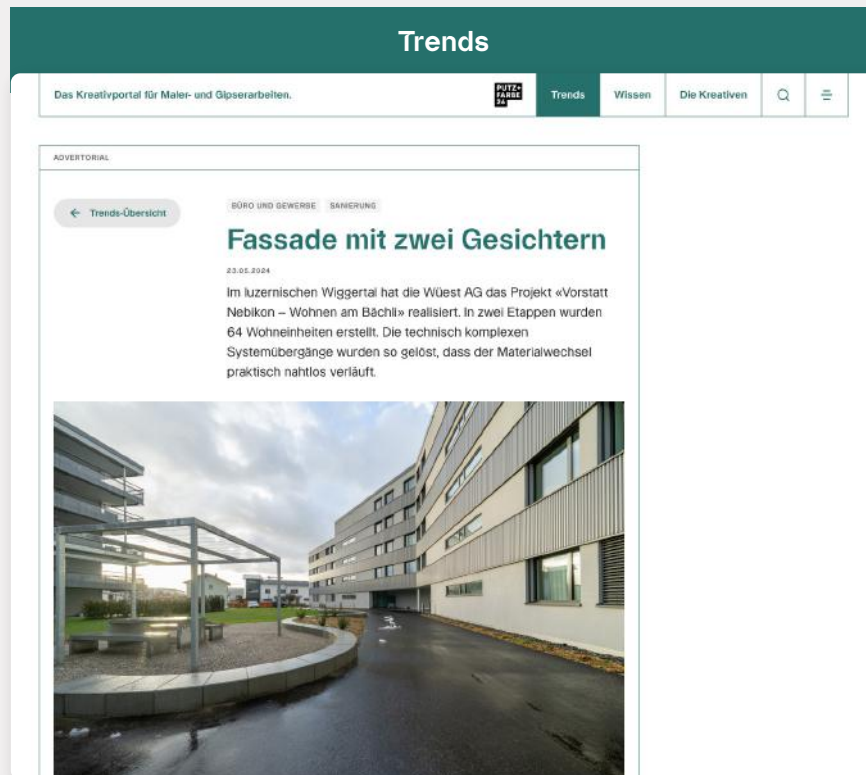 Trends
Das Kreativportal für Maler- und Gipserarbeiten.
PUTZ+
FARBE
24
Trends
Wissen
Die Kreativen
ADVERTORIAL
← Trends-Übersicht
BÜRO UND GEWERBE SANIERUNG
Fassade mit zwei Gesichtern
23.05.2024
Im luzernischen Wiggertal hat die Wüest AG das Projekt «Vorstatt
Nebikon – Wohnen am Bächli» realisiert. In zwei Etappen wurden
64 Wohneinheiten erstellt. Die technisch komplexen
Systemübergänge wurden so gelöst, dass der Materialwechsel
praktisch nahtlos verläuft.